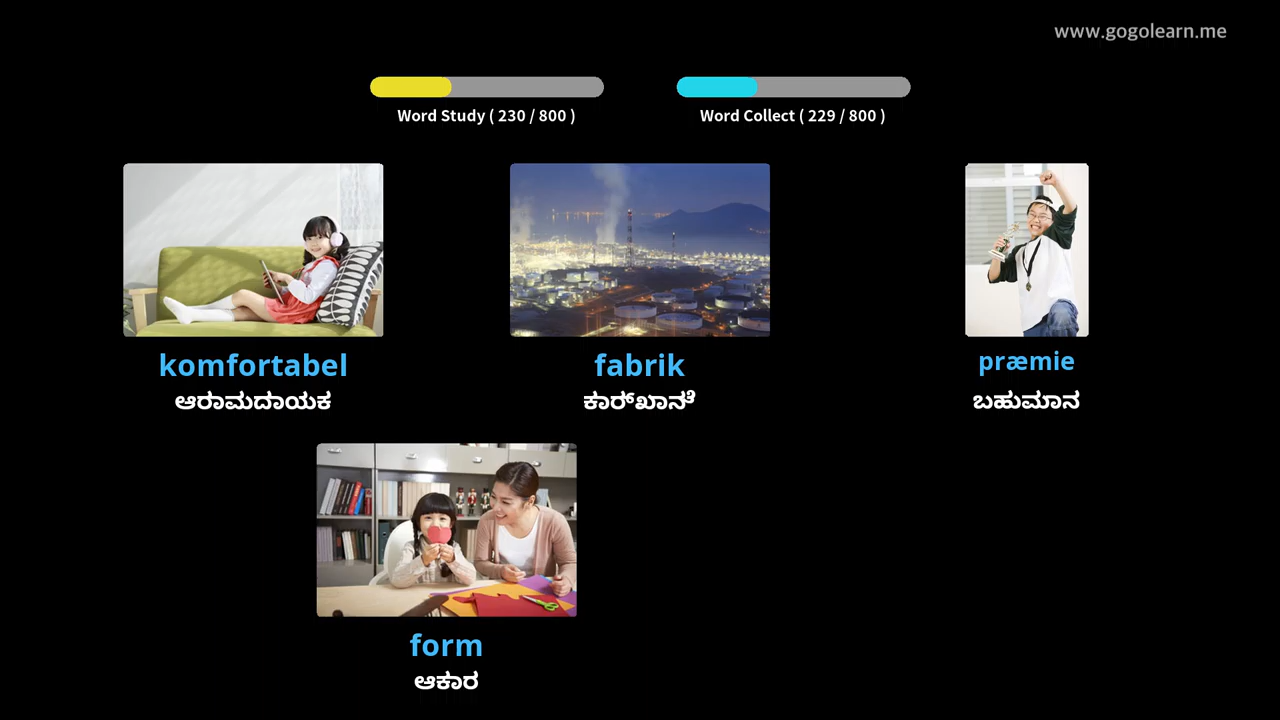 www.gogolearn.me
Word Study ( 230 / 800 )
Word Collect ( 229 / 800 )
komfortabel
ಆರಾಮದಾಯಕ
fabrik
ಕಾರ್‍ಖಾನೆ
præmie
ಬಹುಮಾನ
form
ಆಕಾರ